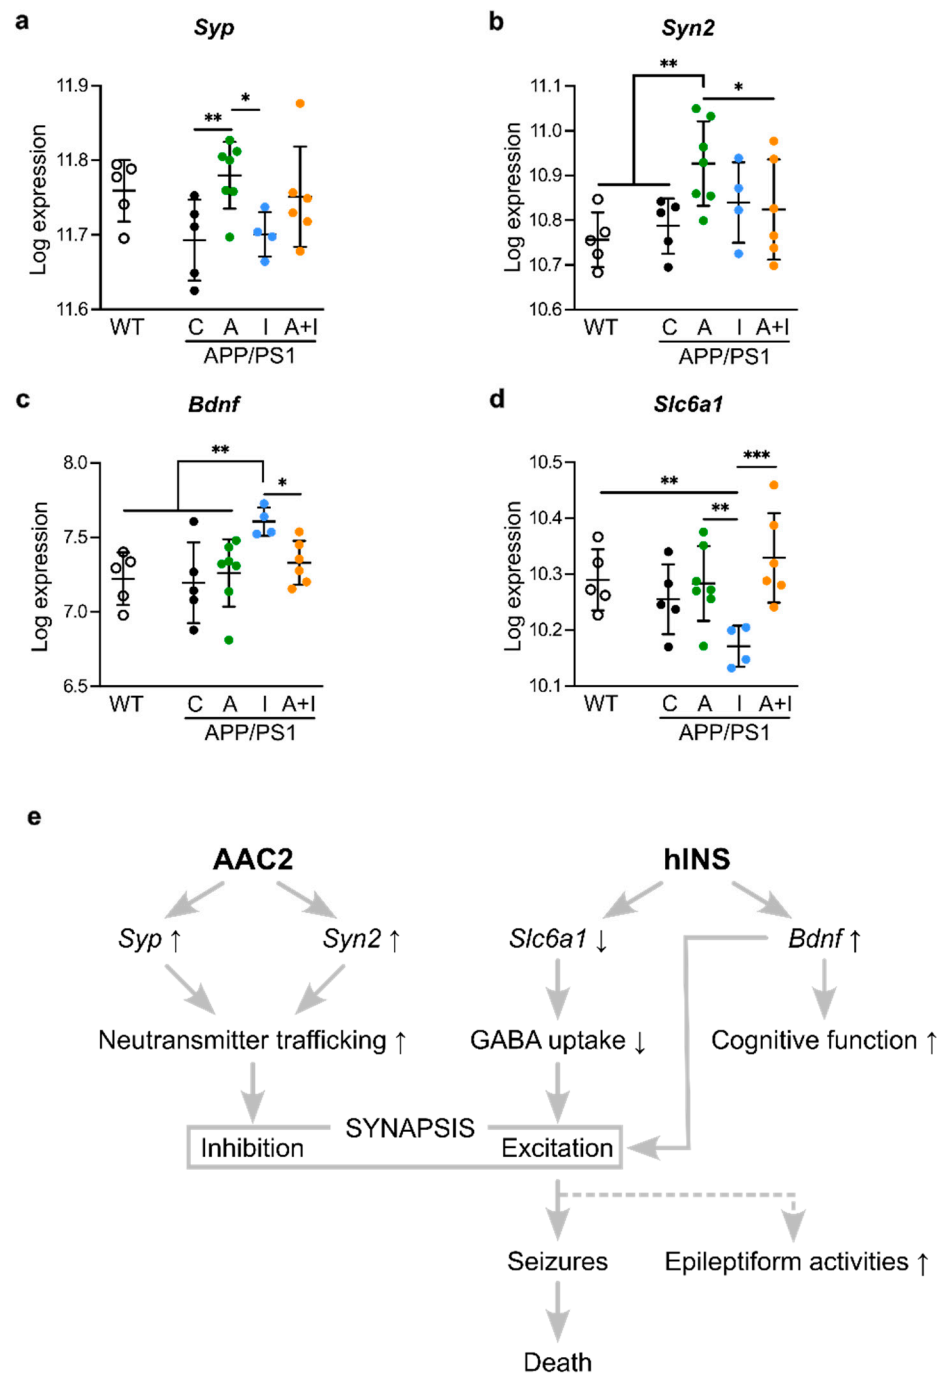 a
Syp
Log expression
11.9
11.8
11.7
11.6
**
*
WT
C A I A+I
APP/PS1
b
Syn2
Log expression
11.1
11.0
10.9
10.8
10.7
10.6
**
*
WT
C A I A+I
APP/PS1
c
Bdnf
Log expression
8.0
7.5
7.0
6.5
**
*
WT
C A I A+I
APP/PS1
d
Slc6a1
Log expression
10.5
10.4
10.3
10.2
10.1
***
**
**
WT
C A I A+I
APP/PS1
e
AAC2 hINS
Syp ↑ Syn2 ↑ Slc6a1 ↓ Bdnf ↑
Neutransmitter trafficking ↑ GABA uptake ↓ Cognitive function ↑
SYNAPSIS
Inhibition Excitation
Seizures Epileptiform activities ↑
Death